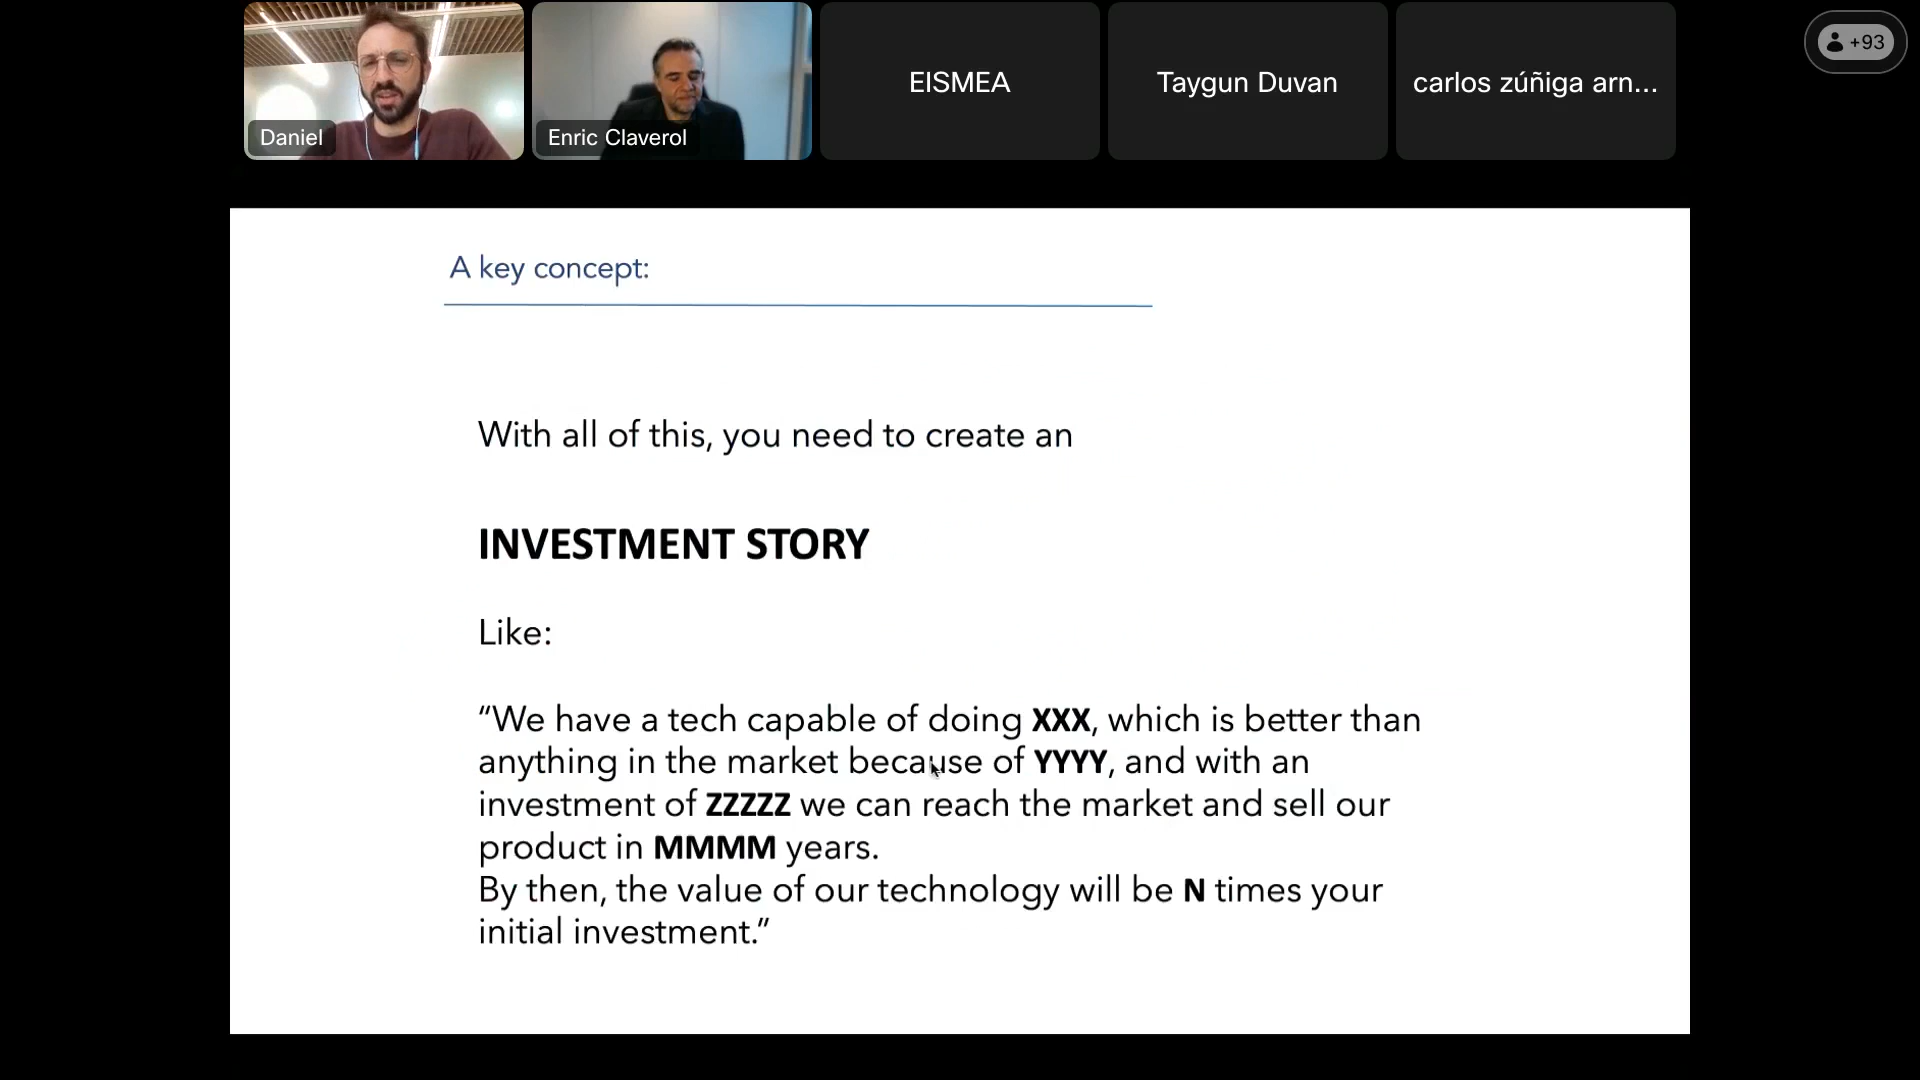 Daniel
Enric Claverol
EISMEA
Taygun Duvan
carlos zúñiga arn...
+93
A key concept:
With all of this, you need to create an
INVESTMENT STORY
Like:
“We have a tech capable of doing XXX, which is better than
anything in the market because of YYYY, and with an
investment of ZZZZZ we can reach the market and sell our
product in MMMM years.
By then, the value of our technology will be N times your
initial investment.”